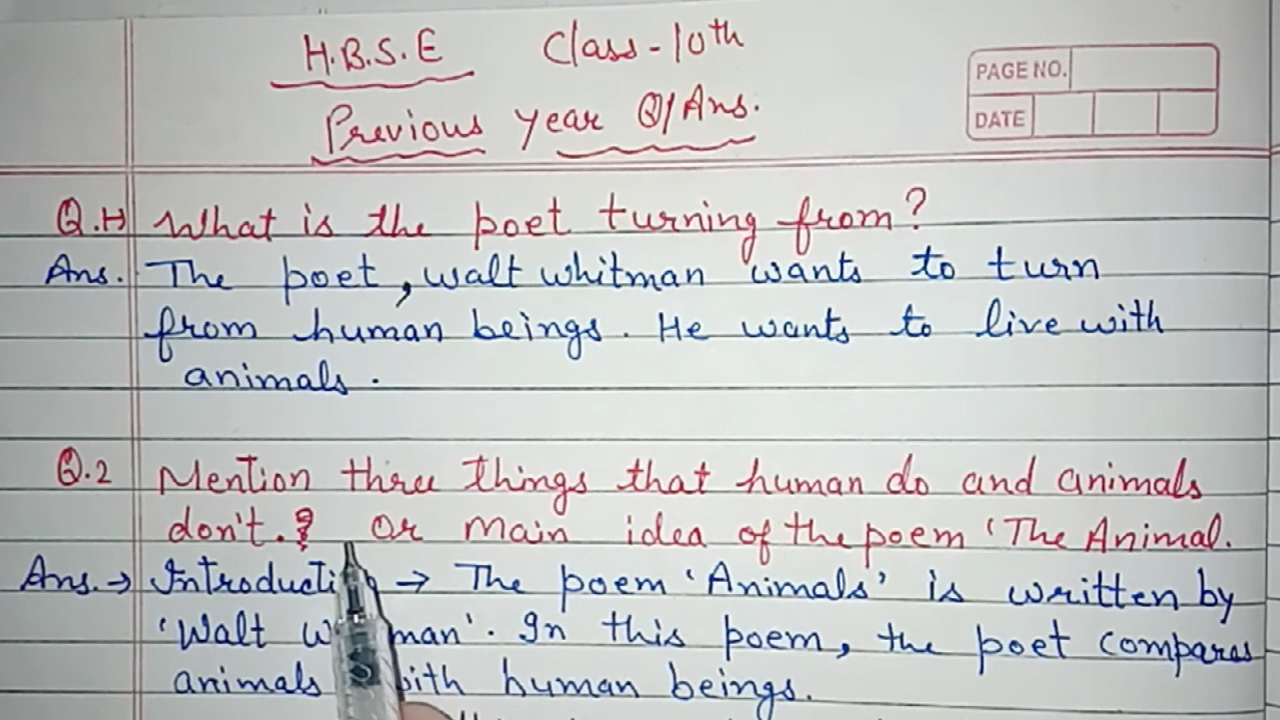 H.B.S.E Class-10th
PAGE NO.
Previous year Q/Ans.
DATE
Q.1 What is the poet turning from?
Ans. The poet, walt whitman wants to turn
from human beings. He wants to live with
animals.
Q.2 Mention three things that human do and animals
don't.? Or main idea of the poem 'The Animal.
Ans.→ → The poem 'Animals' is written by
'Walt In this poem, the poet compares
animals with human beings.